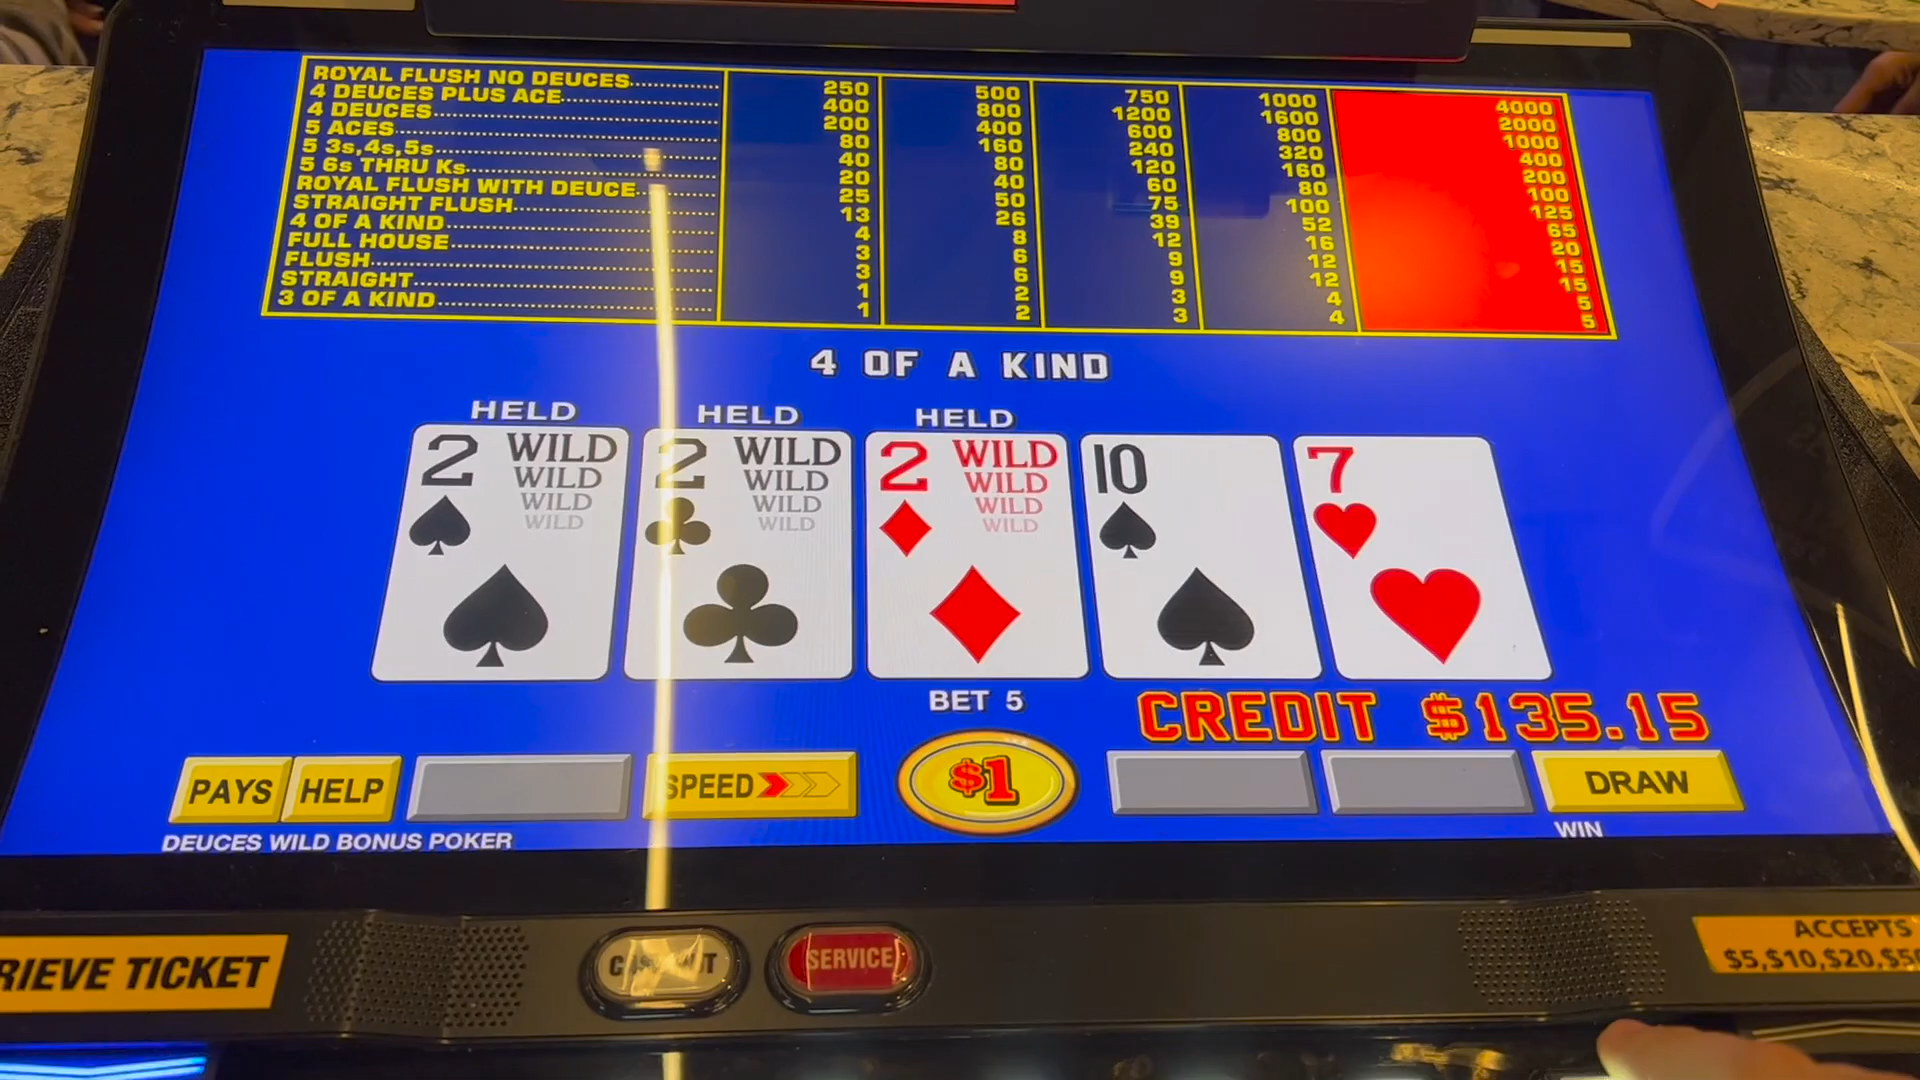 ROYAL FLUSH NO DEUCES 250 500 750 1000 4000
4 DEUCES PLUS ACE 400 800 1200 1600 2000
4 DEUCES 200 400 600 800 1000
5 ACES 80 160 240 320 400
5 3s,4s,5s 40 80 120 160 200
5 6s THRU Ks 20 40 60 80 100
ROYAL FLUSH WITH DEUCE 25 50 75 100 125
STRAIGHT FLUSH 13 26 39 52 65
4 OF A KIND 4 8 12 16 20
FULL HOUSE 3 6 9 12 15
FLUSH 3 6 9 12 15
STRAIGHT 1 2 3 4 5
3 OF A KIND 1 2 3 4 5
4 OF A KIND
HELD HELD HELD
2 WILD 2 WILD 2 WILD 10 7
WILD WILD WILD
WILD WILD WILD
WILD WILD WILD
BET 5 CREDIT $135.15
PAYS HELP SPEED $1 DRAW
DEUCES WILD BONUS POKER WIN
RIEVE TICKET SERVICE
ACCEPTS
$5,$10,$20,$50